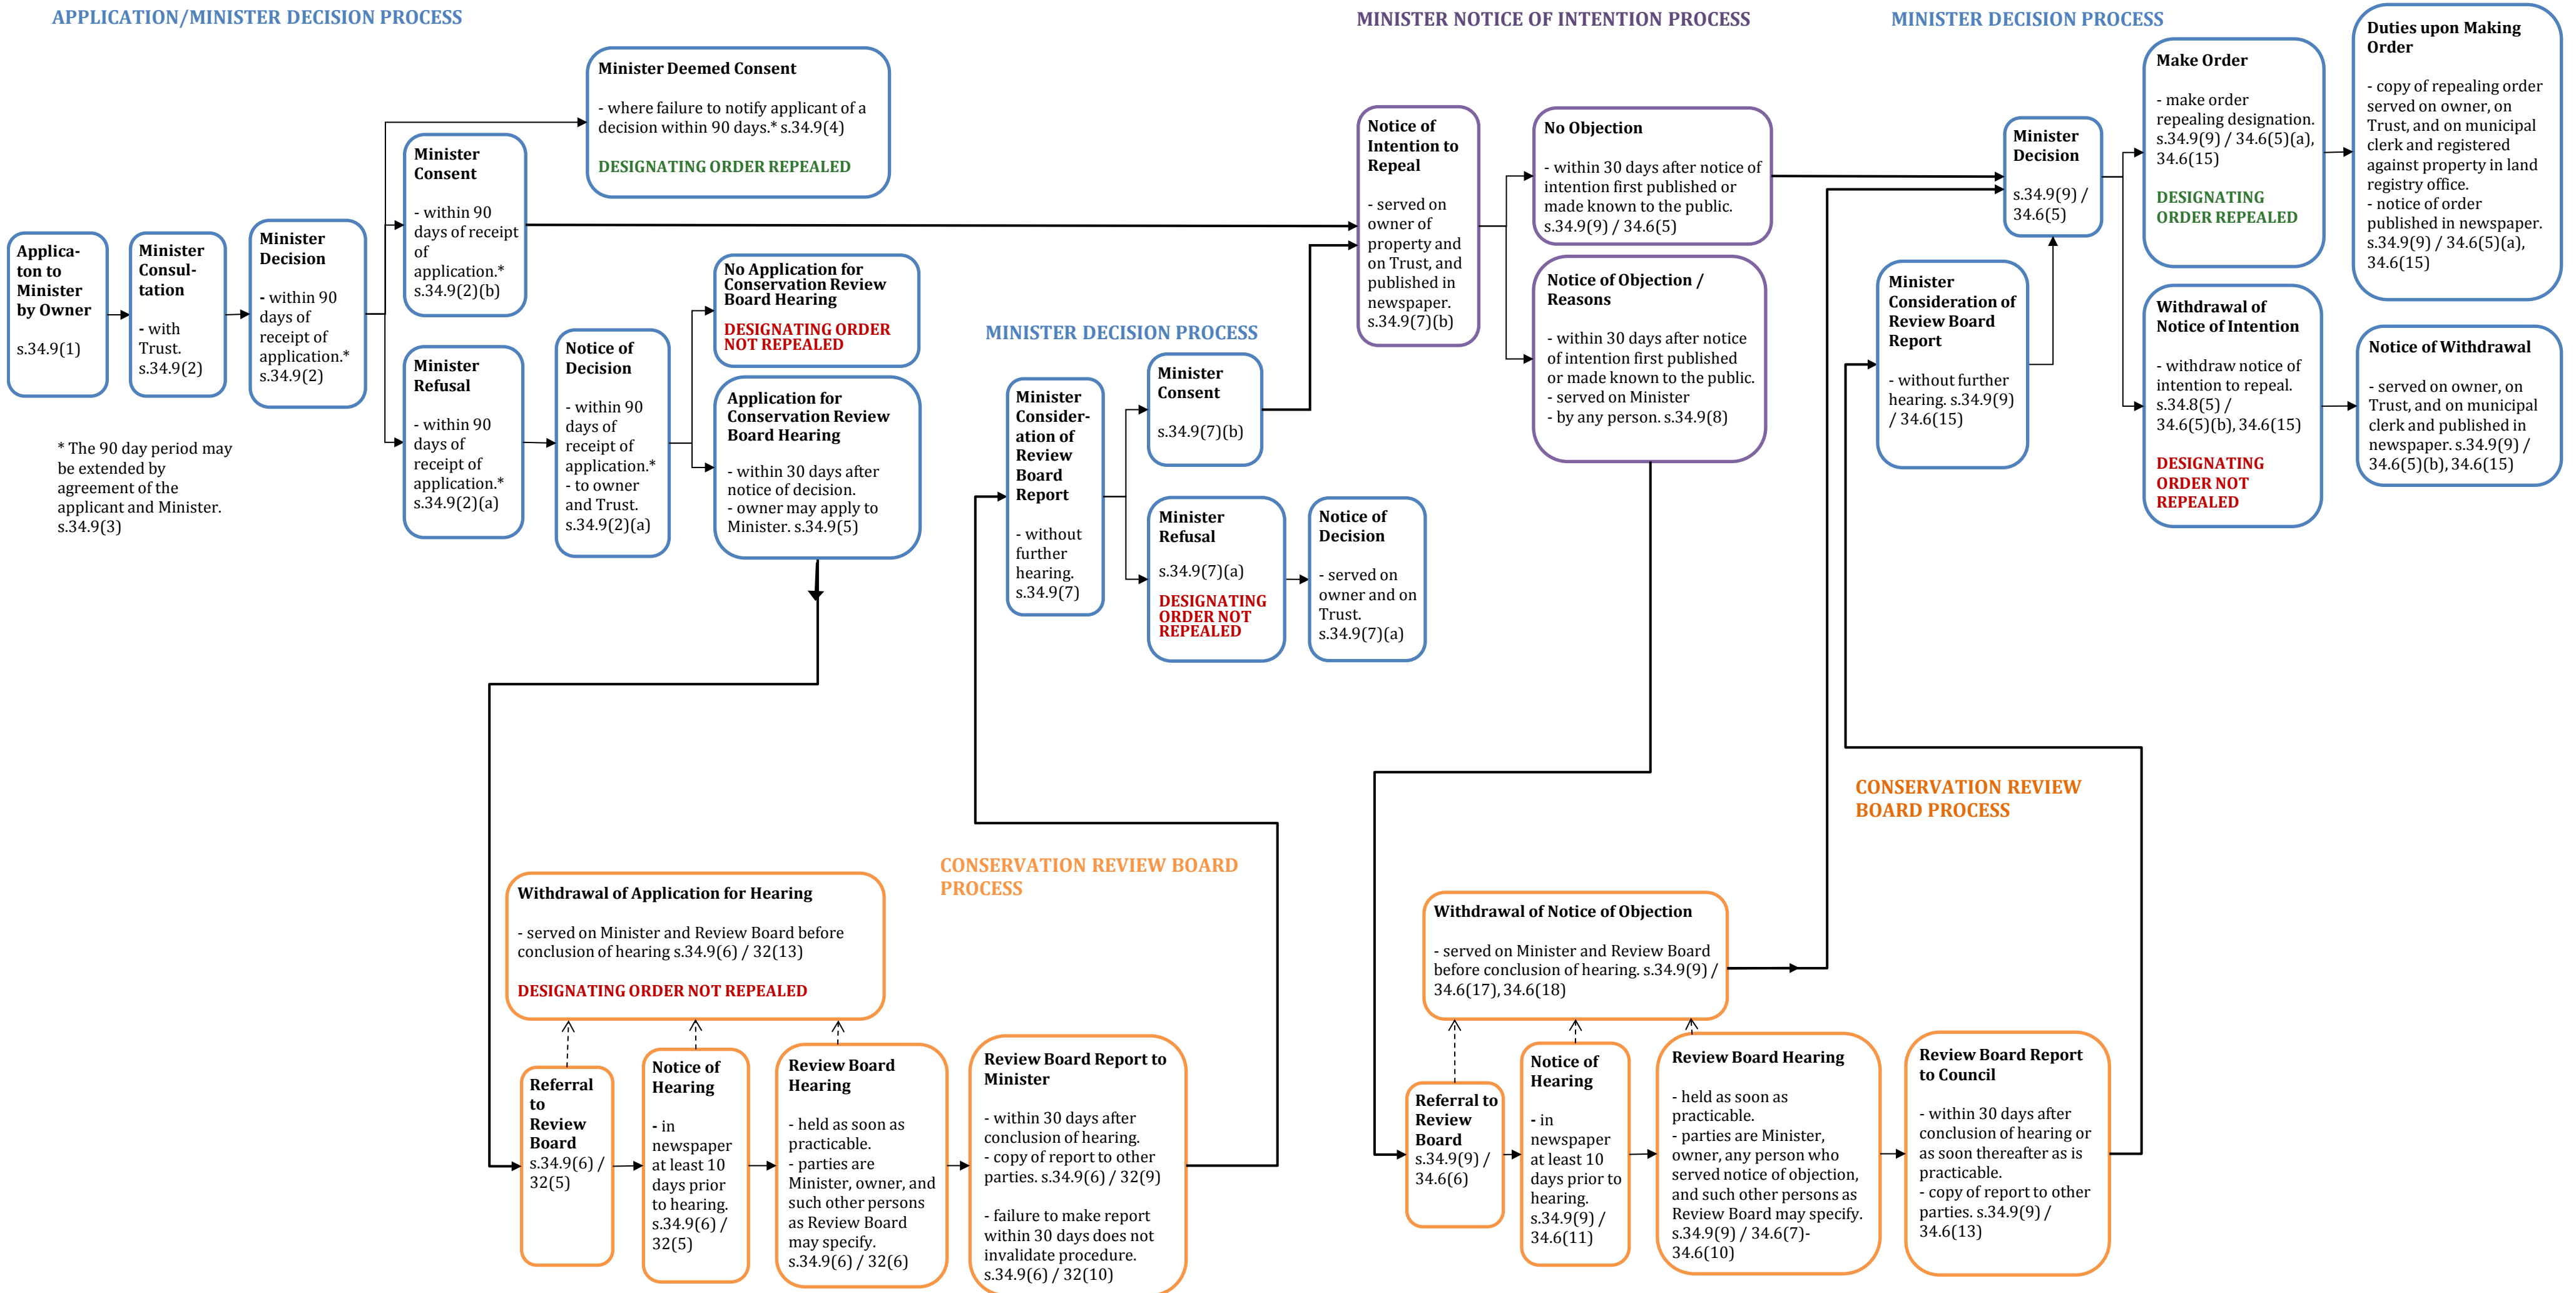 APPLICATION/MINISTER DECISION PROCESS
Applica-
ton to
Minister
by Owner
s.34.9(1)
Minister
Consul-
tation
- with
Trust.
s.34.9(2)
Minister
Decision
- within 90
days of
receipt of
application.*
s.34.9(2)
* The 90 day period may
be extended by
agreement of the
applicant and Minister.
s.34.9(3)
Minister Deemed Consent
- where failure to notify applicant of a
decision within 90 days.* s.34.9(4)
DESIGNATING ORDER REPEALED
Minister
Consent
- within 90
days of receipt
of
application.*
s.34.9(2)(b)
Minister
Refusal
- within 90
days of
receipt of
application.*
s.34.9(2)(a)
Notice of
Decision
- within 90
days of
receipt of
application.*
- to owner
and Trust.
s.34.9(2)(a)
No Application for
Conservation Review
Board Hearing
DESIGNATING ORDER
NOT REPEALED
Application for
Conservation Review
Board Hearing
- within 30 days after
notice of decision.
- owner may apply to
Minister. s.34.9(5)
CONSERVATION REVIEW BOARD
PROCESS
Withdrawal of Application for Hearing
- served on Minister and Review Board before
conclusion of hearing s.34.9(6) / 32(13)
DESIGNATING ORDER NOT REPEALED
Referral
to
Review
Board
s.34.9(6) /
32(5)
Notice of
Hearing
- in
newspaper
at least 10
days prior
to hearing.
s.34.9(6) /
32(5)
Review Board
Hearing
- held as soon as
practicable.
- parties are
Minister, owner, and
such other persons
as Review Board
may specify.
s.34.9(6) / 32(6)
Review Board Report to
Minister
- within 30 days after
conclusion of hearing.
- copy of report to other
parties. s.34.9(6) / 32(9)
- failure to make report
within 30 days does not
invalidate procedure.
s.34.9(6) / 32(10)
MINISTER DECISION PROCESS
Minister
Consider-
ation of
Review
Board
Report
- without
further
hearing.
s.34.9(7)
Minister
Consent
s.34.9(7)(b)
Minister
Refusal
s.34.9(7)(a)
DESIGNATING
ORDER NOT
REPEALED
Notice of
Decision
- served on
owner and on
Trust.
s.34.9(7)(a)
MINISTER NOTICE OF INTENTION PROCESS
Notice of
Intention to
Repeal
- served on
owner of
property and
on Trust, and
published in
newspaper.
s.34.9(7)(b)
No Objection
- within 30 days after notice of
intention first published or
made known to the public.
s.34.9(9) / 34.6(5)
Notice of Objection /
Reasons
- within 30 days after notice
of intention first published
or made known to the public.
- served on Minister
- by any person. s.34.9(8)
CONSERVATION REVIEW
BOARD PROCESS
Withdrawal of Notice of Objection
- served on Minister and Review Board
before conclusion of hearing. s.34.9(9) /
34.6(17), 34.6(18)
Referral to
Review
Board
s.34.9(9) /
34.6(6)
Notice of
Hearing
- in
newspaper
at least 10
days prior to
hearing.
s.34.9(9) /
34.6(11)
Review Board Hearing
- held as soon as
practicable.
- parties are Minister,
owner, any person who
served notice of objection,
and such other persons as
Review Board may specify.
s.34.9(9) / 34.6(7)-
34.6(10)
Review Board Report
to Council
- within 30 days after
conclusion of hearing or
as soon thereafter as is
practicable.
- copy of report to other
parties. s.34.9(9) /
34.6(13)
MINISTER DECISION PROCESS
Minister
Decision
s.34.9(9) /
34.6(5)
Minister
Consideration of
Review Board
Report
- without further
hearing. s.34.9(9)
/ 34.6(15)
Make Order
- make order
repealing designation.
s.34.9(9) / 34.6(5)(a),
34.6(15)
DESIGNATING
ORDER REPEALED
Duties upon Making
Order
- copy of repealing order
served on owner, on
Trust, and on municipal
clerk and registered
against property in land
registry office.
- notice of order
published in newspaper.
s.34.9(9) / 34.6(5)(a),
34.6(15)
Withdrawal of
Notice of Intention
- withdraw notice of
intention to repeal.
s.34.8(5) /
34.6(5)(b), 34.6(15)
DESIGNATING
ORDER NOT
REPEALED
Notice of Withdrawal
- served on owner, on
Trust, and on municipal
clerk and published in
newspaper. s.34.9(9) /
34.6(5)(b), 34.6(15)